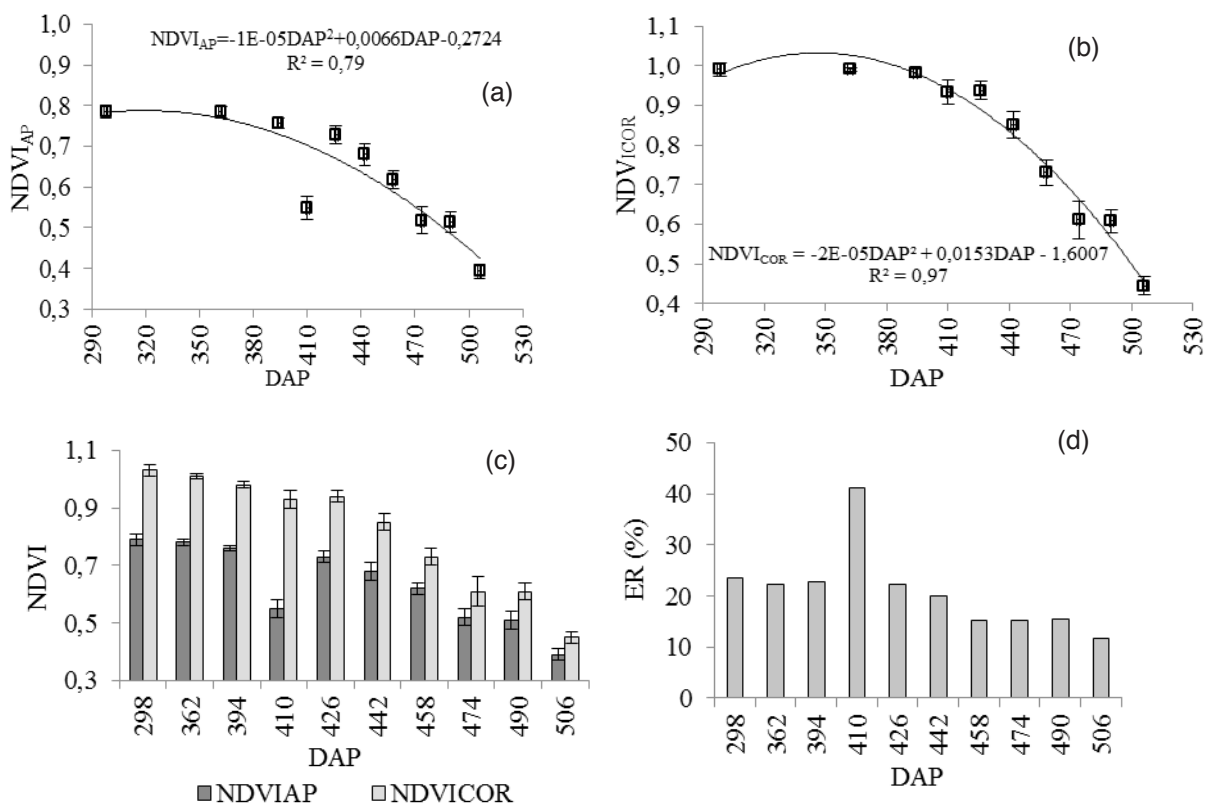 NDVIAP=-1E-05DAP²+0,0066DAP-0,2724
R² = 0,79
(a)
NDVIAP
1,0
0,9
0,8
0,7
0,6
0,5
0,4
0,3
290 320 350 380 410 440 470 500 530
DAP
(b)
NDVICOR
1,1
1,0
0,9
0,8
0,7
0,6
0,5
0,4
NDVICOR = -2E-05DAP² + 0,0153DAP - 1,6007
R² = 0,97
290 320 350 380 410 440 470 500 530
DAP
(c)
NDVI
1,1
0,9
0,7
0,5
0,3
298 362 394 410 426 442 458 474 490 506
DAP
NDVIAP NDVICOR
(d)
ER (%)
50
40
30
20
10
0
298 362 394 410 426 442 458 474 490 506
DAP